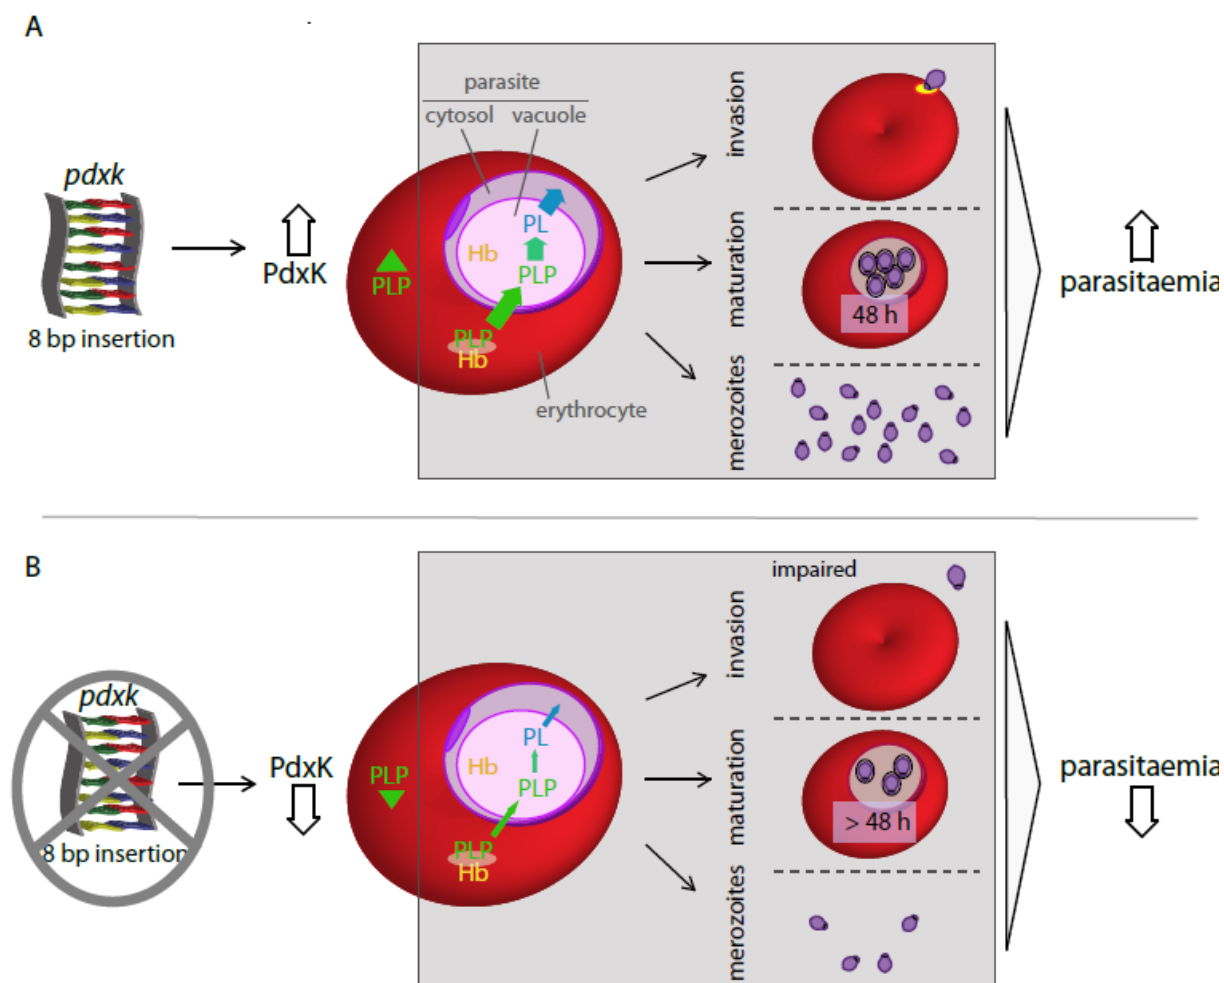 A
parasite
cytosol vacuole
pdxk
8 bp insertion
PdxK
PLP
Hb
PL
PLP
PLP
Hb
erythrocyte
invasion
maturation
48 h
merozoites
parasitaemia
B
pdxk
8 bp insertion
PdxK
PLP
Hb
PL
PLP
PLP
Hb
impaired
invasion
maturation
> 48 h
merozoites
parasitaemia